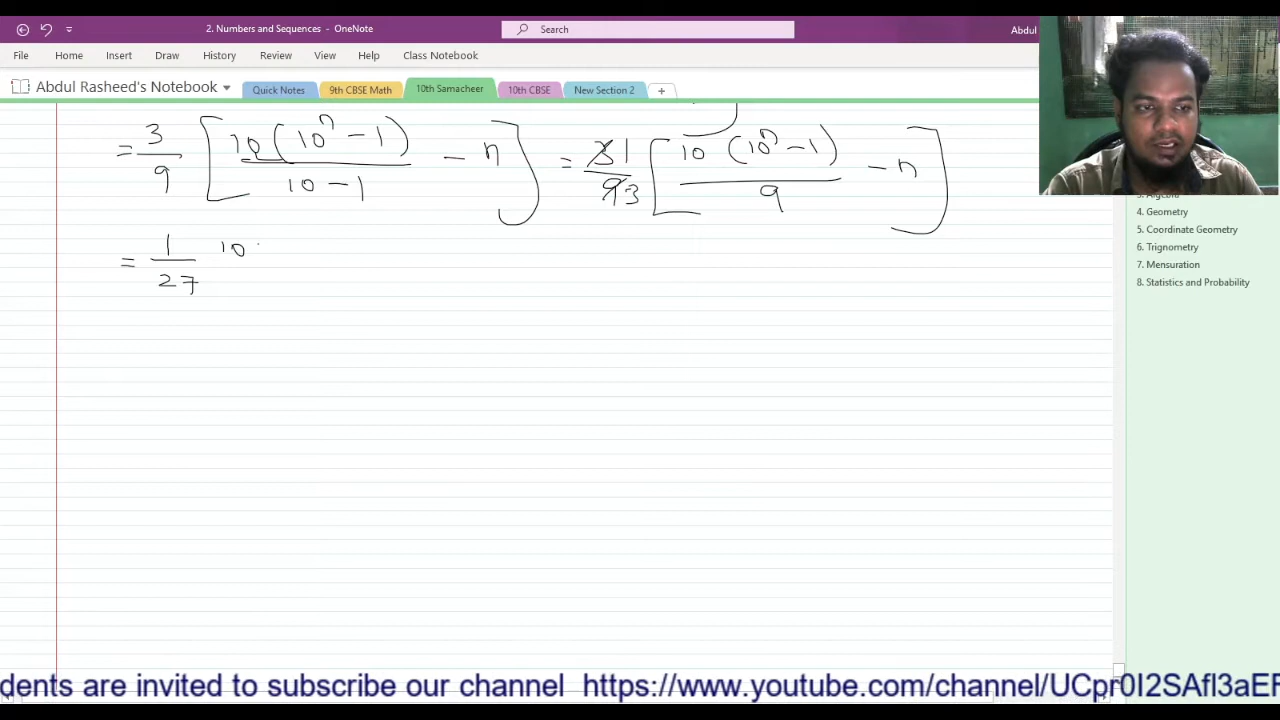 2. Numbers and Sequences - OneNote
Search
Abdul
File Home Insert Draw History Review View Help Class Notebook
Abdul Rasheed's Notebook Quick Notes 9th CBSE Math 10th Samacheer 10th CBSE New Section 2 +
= 3/9 [ 10(10ⁿ - 1) / 10 - 1 - n ] = 3 1 / 9 3 [ 10 (10ⁿ - 1) / 9 - n ]
= 1/27 10
4. Geometry
5. Coordinate Geometry
6. Trignometry
7. Mensuration
8. Statistics and Probability
dents are invited to subscribe our channel https://www.youtube.com/channel/UCpr0I2SAfl3aEF